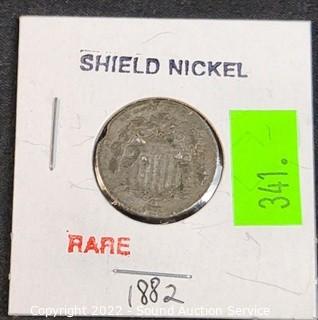 SHIELD NICKEL
341.
RARE
1882
Copyright 2022 - Sound Auction Service